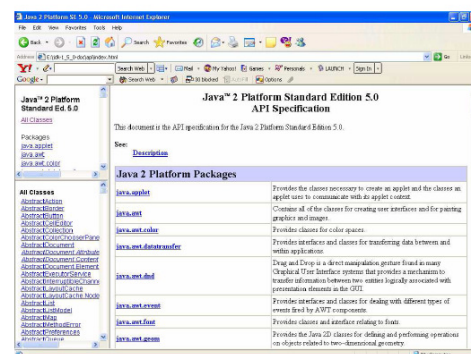 Java 2 Platform SE 5.0 - Microsoft Internet Explorer
File Edit View Favorites Tools Help
Back Search Favorites
Address
Y! Search Web Mail My Yahoo! Games Personals LAUNCH Sign In
Google Search Web blocked Options
Java™ 2 Platform
Standard Ed. 5.0
All Classes
Packages
java.applet
java.awt
java.awt.color
All Classes
AbstractAction
AbstractBorder
AbstractButton
AbstractCellEditor
AbstractCollection
AbstractColorChooserPane
AbstractDocument
AbstractDocument.Attribute
AbstractDocument.Content
AbstractDocument.Element
AbstractExecutorService
AbstractInterruptibleChann
AbstractLayoutCache
AbstractLayoutCache.Node
AbstractList
AbstractListModel
AbstractMap
AbstractMethodError
AbstractPreferences
AbstractQueue
Java™ 2 Platform Standard Edition 5.0
API Specification
This document is the API specification for the Java 2 Platform Standard Edition 5.0.
See:
Description
Java 2 Platform Packages
java.applet
Provides the classes necessary to create an applet and the classes an
applet uses to communicate with its applet context.
java.awt
Contains all of the classes for creating user interfaces and for painting
graphics and images.
java.awt.color
Provides classes for color spaces.
java.awt.datatransfer
Provides interfaces and classes for transferring data between and
within applications.
java.awt.dnd
Drag and Drop is a direct manipulation gesture found in many
Graphical User Interface systems that provides a mechanism to
transfer information between two entities logically associated with
presentation elements in the GUI.
java.awt.event
Provides interfaces and classes for dealing with different types of
events fired by AWT components.
java.awt.font
Provides classes and interface relating to fonts.
java.awt.geom
Provides the Java 2D classes for defining and performing operations
on objects related to two-dimensional geometry.